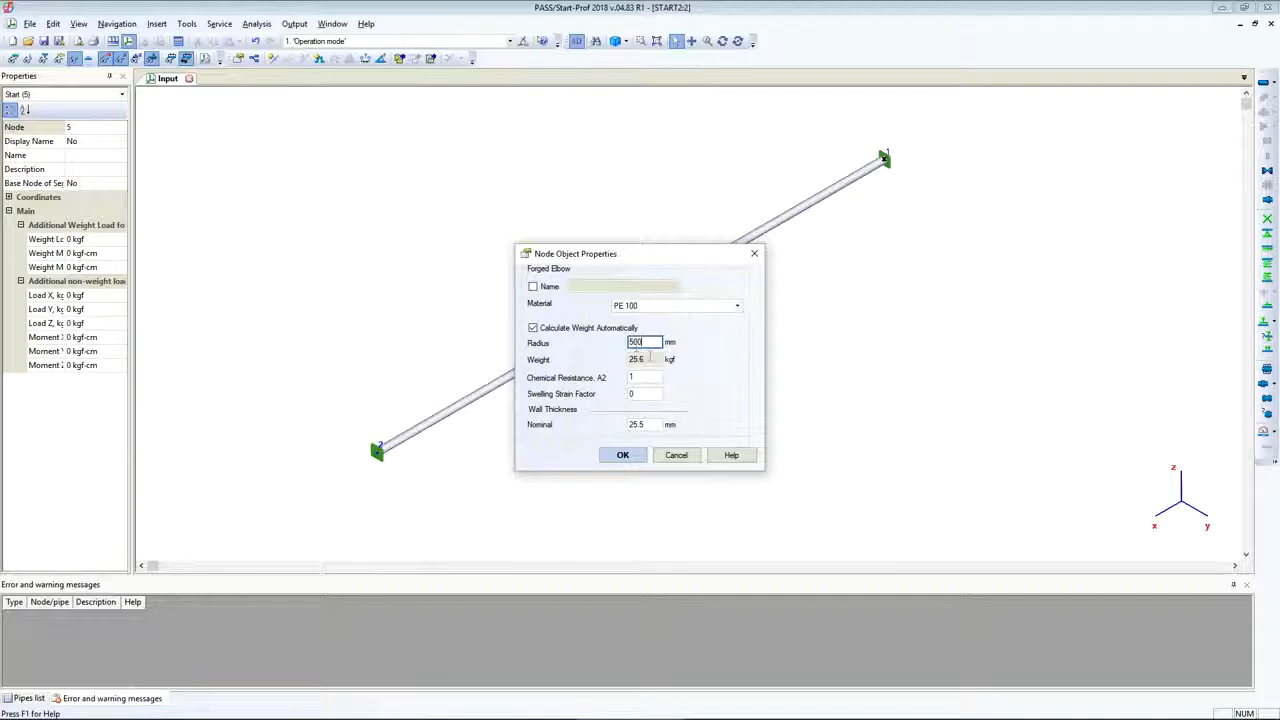 PASS/Start-Prof 2018 v.04.83 R1 - [START2:2]
File Edit View Navigation Insert Tools Service Analysis Output Window Help
1. 'Operation mode'
3D
Properties
Input
Start (5)
Node 5
Display Name No
Name
Description
Base Node of Se No
Coordinates
Main
Additional Weight Load fo
Weight Lc 0 kgf
Weight M 0 kgf-cm
Weight M 0 kgf-cm
Additional non-weight load
Load X, kg 0 kgf
Load Y, kg 0 kgf
Load Z, kg 0 kgf
Moment X 0 kgf-cm
Moment Y 0 kgf-cm
Moment Z 0 kgf-cm
1
2
Node Object Properties
Forged Elbow
Name
Material PE 100
Calculate Weight Automatically
Radius 500 mm
Weight 25.6 kgf
Chemical Resistance, A2 1
Swelling Strain Factor 0
Wall Thickness
Nominal 25.5 mm
OK Cancel Help
z
x y
Error and warning messages
Type Node/pipe Description Help
Pipes list Error and warning messages
Press F1 for Help NUM